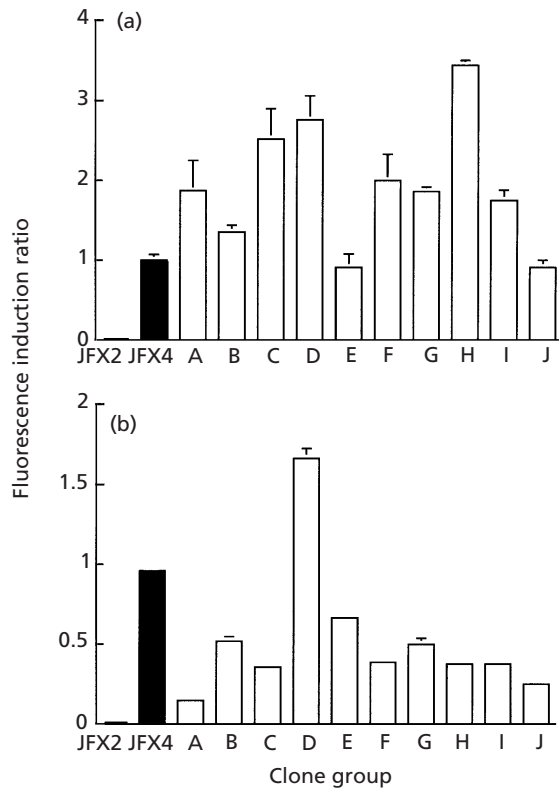 (a)
4
3
2
1
0
JFX2 JFX4 A B C D E F G H I J
Fluorescence induction ratio
(b)
2
1.5
1
0.5
0
JFX2 JFX4 A B C D E F G H I J
Clone group